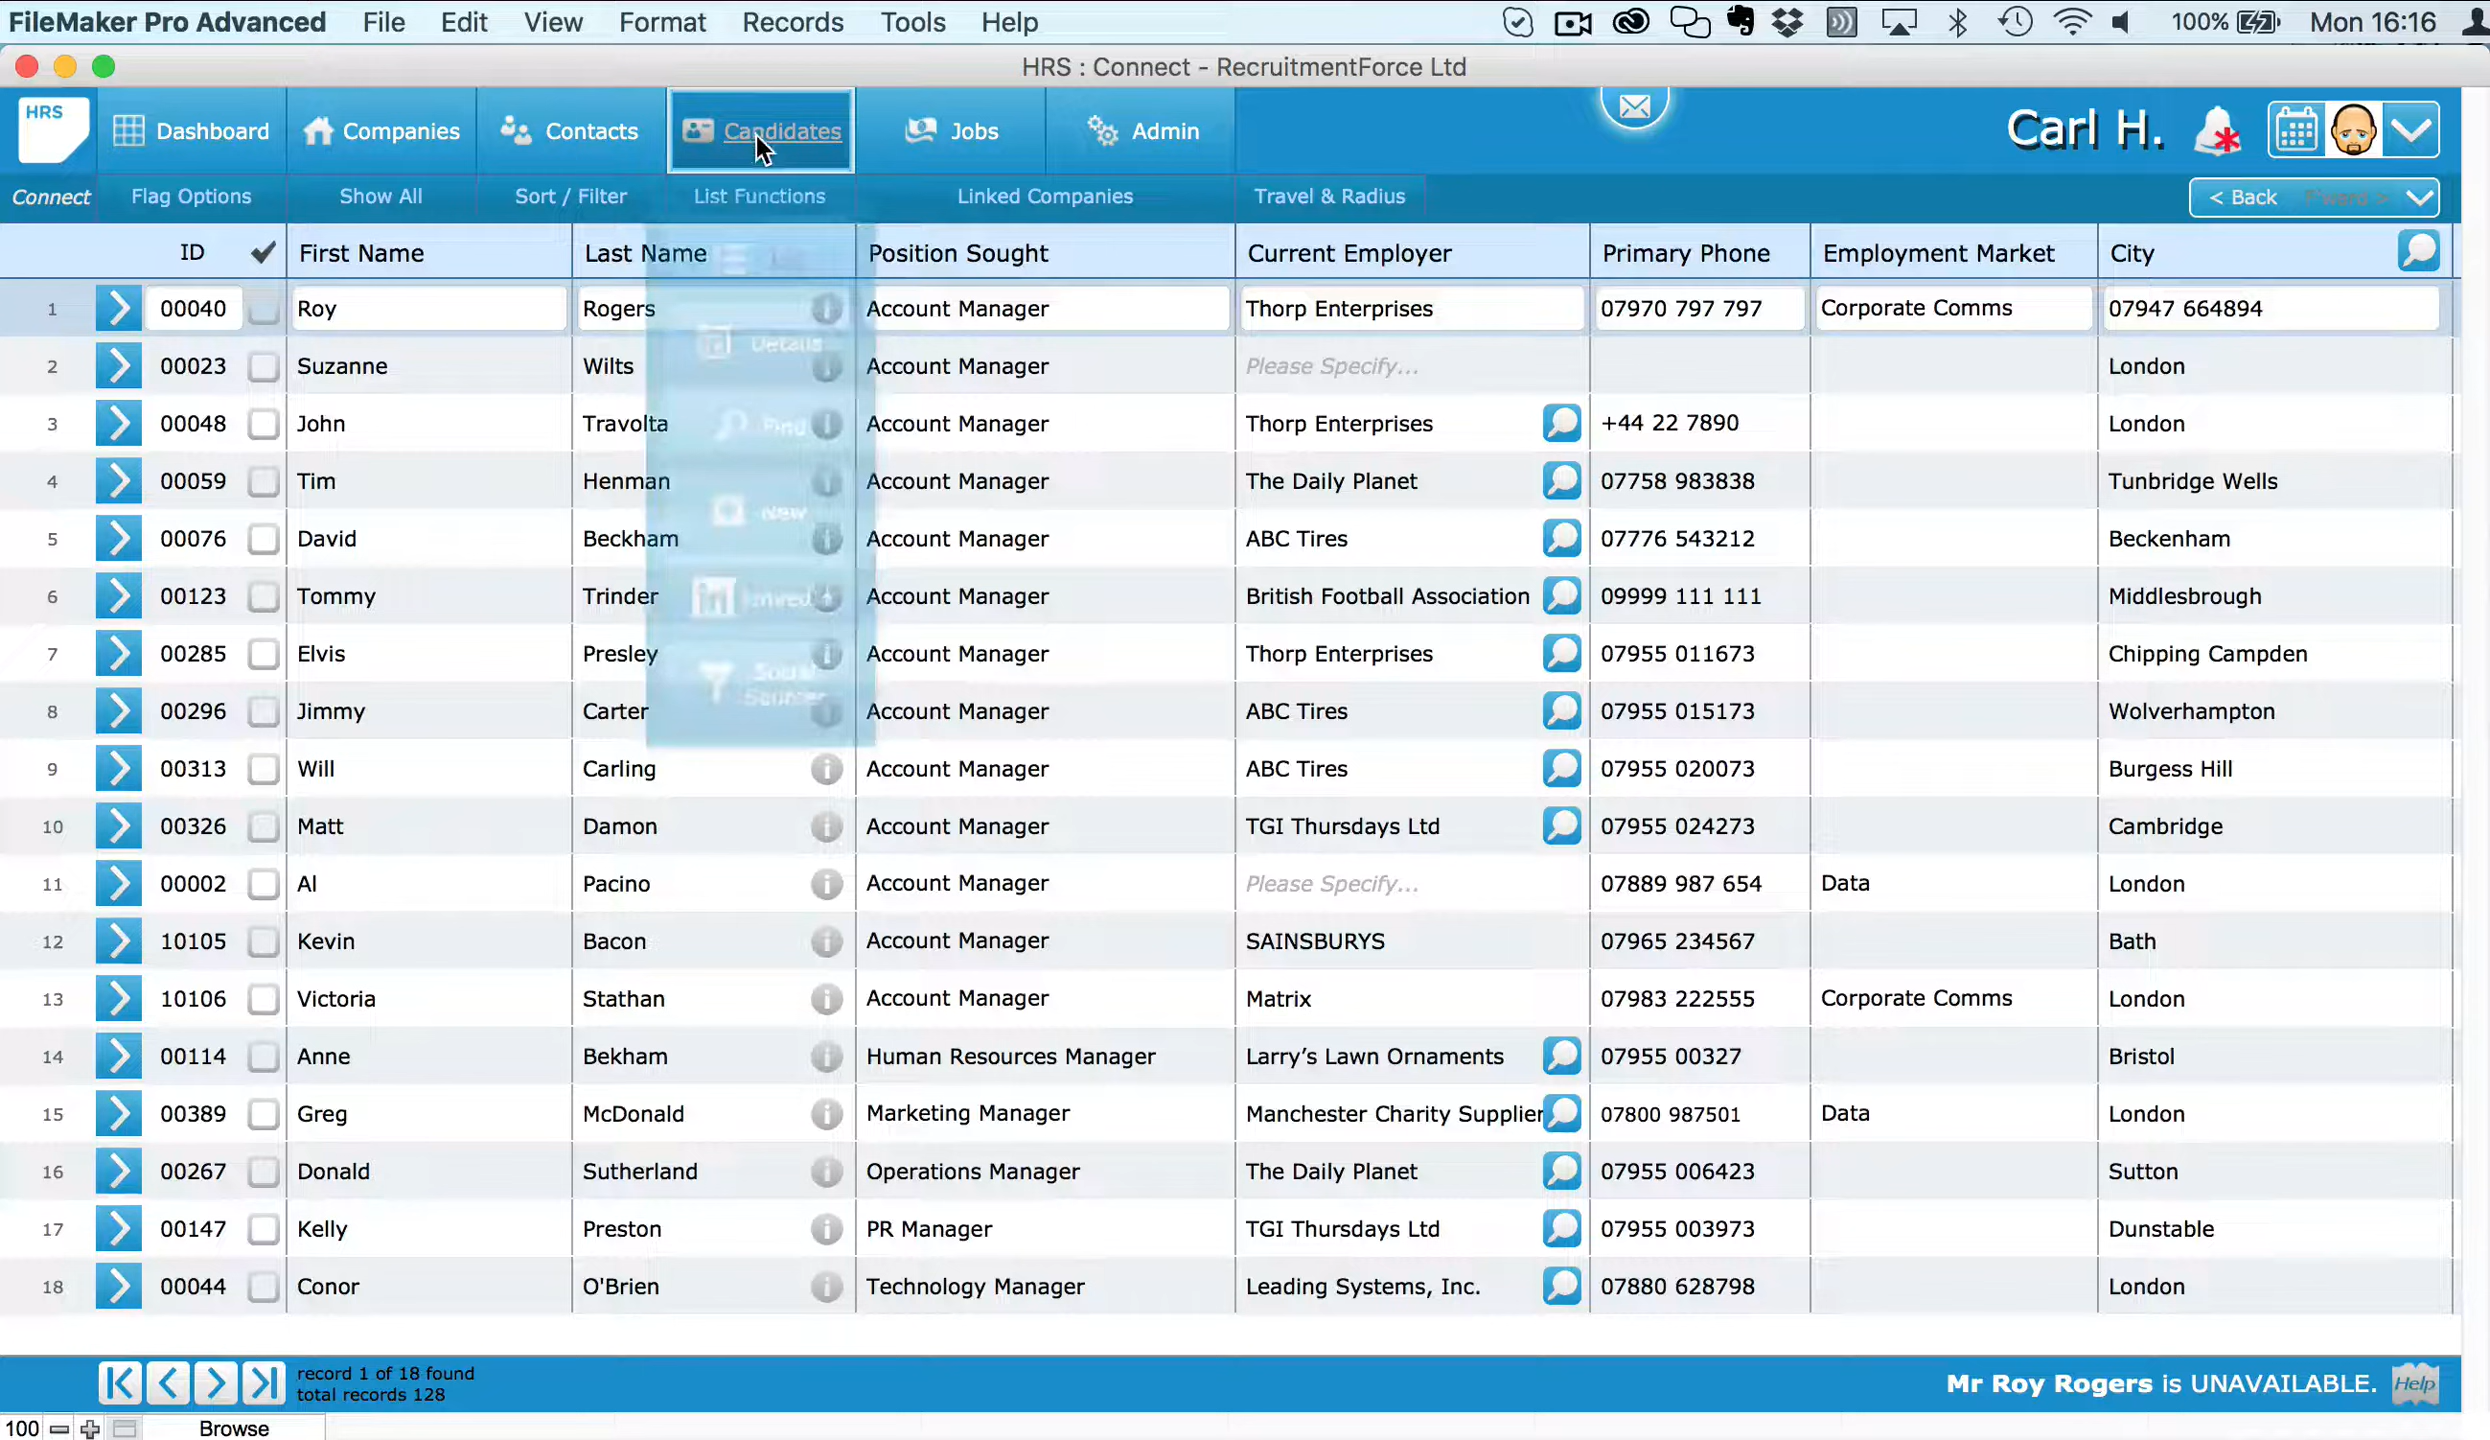 FileMaker Pro Advanced File Edit View Format Records Tools Help 100% Mon 16:16
HRS : Connect - RecruitmentForce Ltd
HRS Dashboard Companies Contacts Candidates Jobs Admin Carl H.
Connect Flag Options Show All Sort / Filter List Functions Linked Companies Travel & Radius < Back
ID First Name Last Name Position Sought Current Employer Primary Phone Employment Market City
1 00040 Roy Rogers Account Manager Thorp Enterprises 07970 797 797 Corporate Comms 07947 664894
Details
2 00023 Suzanne Wilts Account Manager Please Specify... London
3 00048 John Travolta Find Account Manager Thorp Enterprises +44 22 7890 London
4 00059 Tim Henman Account Manager The Daily Planet 07758 983838 Tunbridge Wells
New
5 00076 David Beckham Account Manager ABC Tires 07776 543212 Beckenham
6 00123 Tommy Trinder in Account Manager British Football Association 09999 111 111 Middlesbrough
7 00285 Elvis Presley Account Manager Thorp Enterprises 07955 011673 Chipping Campden
8 00296 Jimmy Carter Account Manager ABC Tires 07955 015173 Wolverhampton
9 00313 Will Carling Account Manager ABC Tires 07955 020073 Burgess Hill
10 00326 Matt Damon Account Manager TGI Thursdays Ltd 07955 024273 Cambridge
11 00002 Al Pacino Account Manager Please Specify... 07889 987 654 Data London
12 10105 Kevin Bacon Account Manager SAINSBURYS 07965 234567 Bath
13 10106 Victoria Stathan Account Manager Matrix 07983 222555 Corporate Comms London
14 00114 Anne Bekham Human Resources Manager Larry's Lawn Ornaments 07955 00327 Bristol
15 00389 Greg McDonald Marketing Manager Manchester Charity Supplier 07800 987501 Data London
16 00267 Donald Sutherland Operations Manager The Daily Planet 07955 006423 Sutton
17 00147 Kelly Preston PR Manager TGI Thursdays Ltd 07955 003973 Dunstable
18 00044 Conor O'Brien Technology Manager Leading Systems, Inc. 07880 628798 London
record 1 of 18 found
total records 128
Mr Roy Rogers is UNAVAILABLE. Help
100 Browse